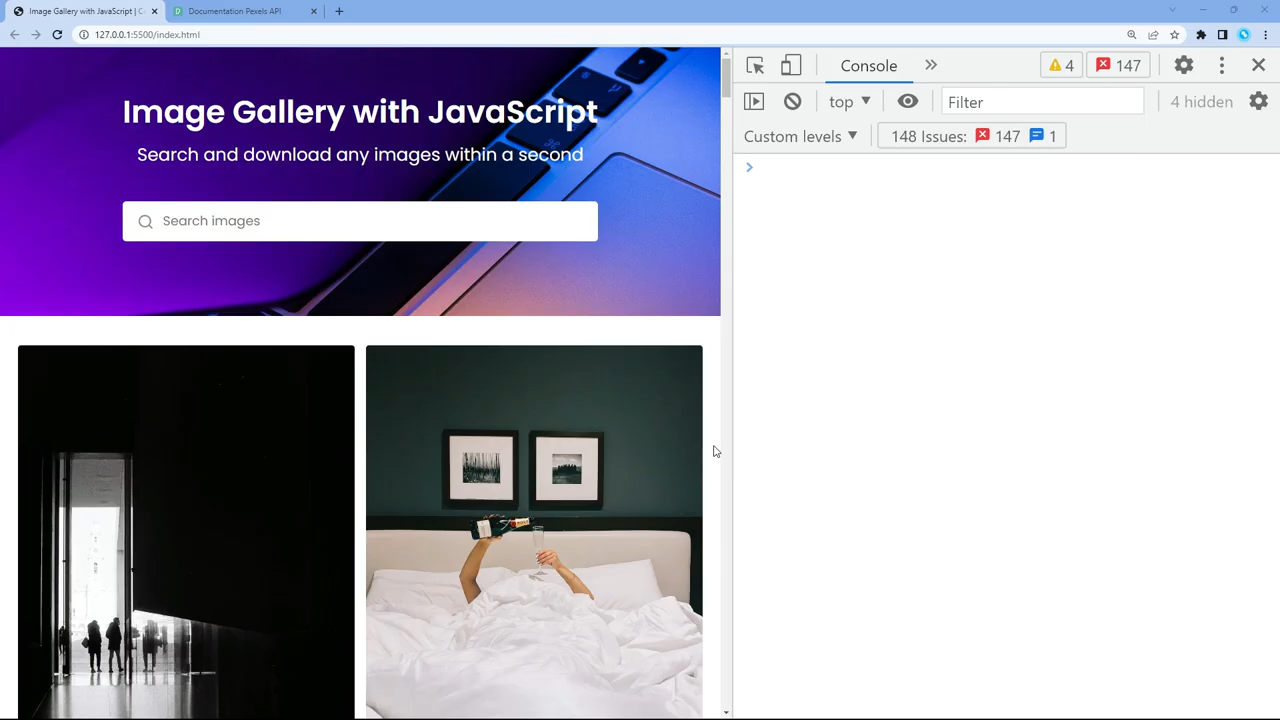 Image Gallery with JavaScript | C
Documentation Pexels API
127.0.0.1:5500/index.html
Image Gallery with JavaScript
Search and download any images within a second
Search images
Console
4
147
top
Filter
4 hidden
Custom levels
148 Issues:
147
1